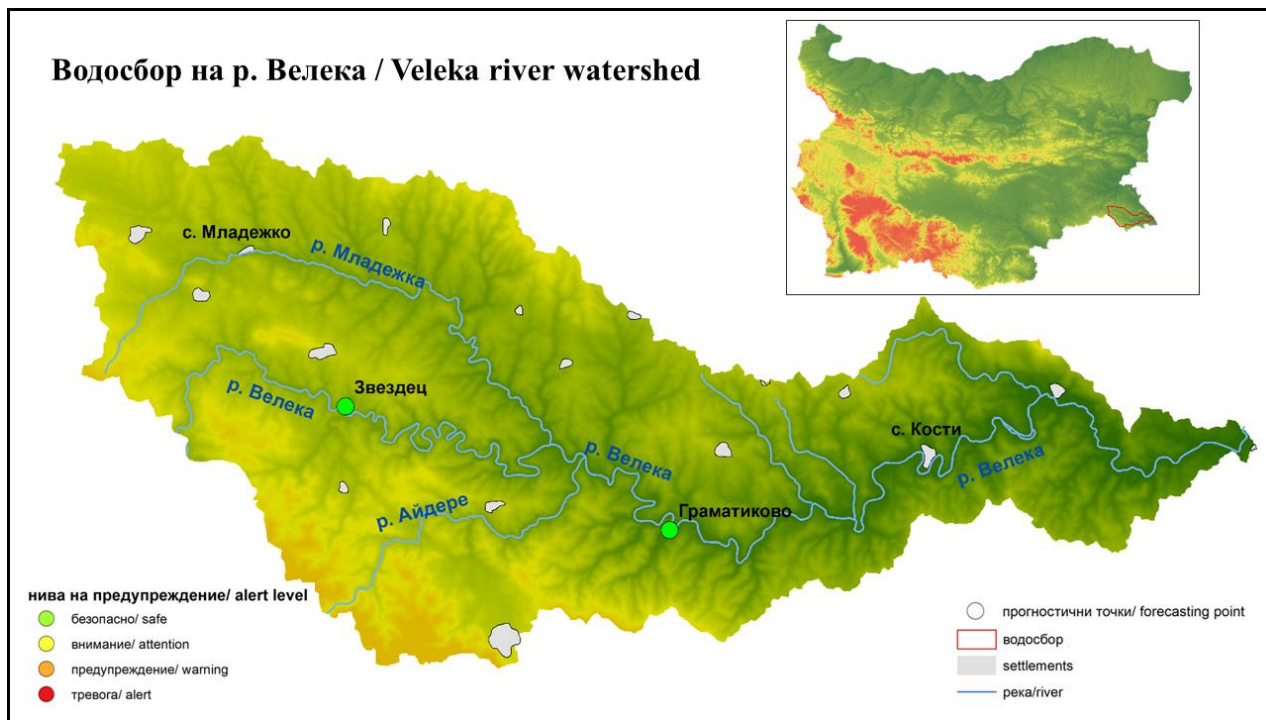 Водосбор на р. Велека / Veleka river watershed
с. Младежко
р. Младежка
Звездец
р. Велека
р. Велека
с. Кости
р. Велека
р. Айдере
Граматиково
нива на предупреждение/ alert level
безопасно/ safe
внимание/ attention
предупреждение/ warning
тревога/ alert
прогностични точки/ forecasting point
водосбор
settlements
река/river